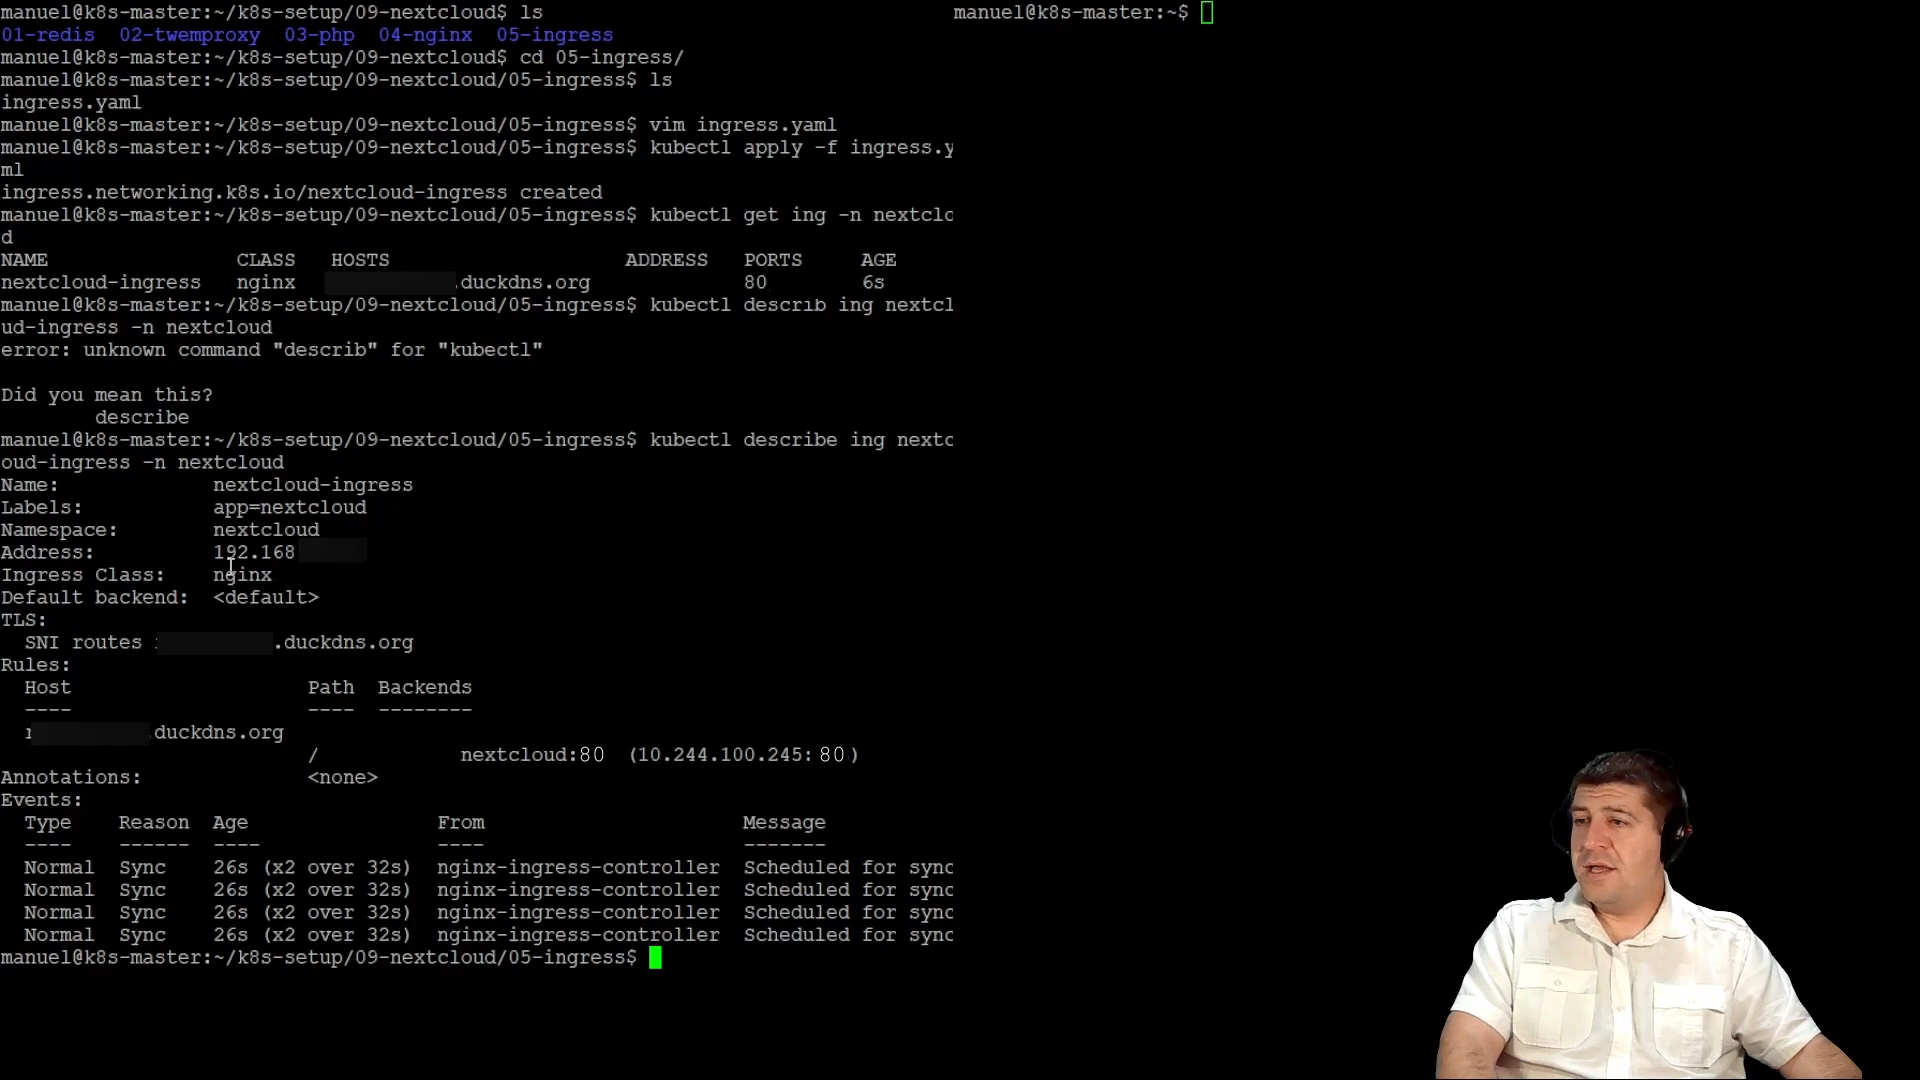 manuel@k8s-master:~/k8s-setup/09-nextcloud$ ls
01-redis 02-twemproxy 03-php 04-nginx 05-ingress
manuel@k8s-master:~/k8s-setup/09-nextcloud$ cd 05-ingress/
manuel@k8s-master:~/k8s-setup/09-nextcloud/05-ingress$ ls
ingress.yaml
manuel@k8s-master:~/k8s-setup/09-nextcloud/05-ingress$ vim ingress.yaml
manuel@k8s-master:~/k8s-setup/09-nextcloud/05-ingress$ kubectl apply -f ingress.y
ml
ingress.networking.k8s.io/nextcloud-ingress created
manuel@k8s-master:~/k8s-setup/09-nextcloud/05-ingress$ kubectl get ing -n nextclo
d
NAME CLASS HOSTS ADDRESS PORTS AGE
nextcloud-ingress nginx .duckdns.org 80 6s
manuel@k8s-master:~/k8s-setup/09-nextcloud/05-ingress$ kubectl describ ing nextcl
ud-ingress -n nextcloud
error: unknown command "describ" for "kubectl"
Did you mean this?
describe
manuel@k8s-master:~/k8s-setup/09-nextcloud/05-ingress$ kubectl describe ing nextc
oud-ingress -n nextcloud
Name: nextcloud-ingress
Labels: app=nextcloud
Namespace: nextcloud
Address: 192.168
Ingress Class: nginx
Default backend: <default>
TLS:
SNI routes .duckdns.org
Rules:
Host Path Backends
---- ---- --------
.duckdns.org
/ nextcloud:80 (10.244.100.245:80)
Annotations: <none>
Events:
Type Reason Age From Message
---- ------ ---- ---- -------
Normal Sync 26s (x2 over 32s) nginx-ingress-controller Scheduled for sync
Normal Sync 26s (x2 over 32s) nginx-ingress-controller Scheduled for sync
Normal Sync 26s (x2 over 32s) nginx-ingress-controller Scheduled for sync
Normal Sync 26s (x2 over 32s) nginx-ingress-controller Scheduled for sync
manuel@k8s-master:~/k8s-setup/09-nextcloud/05-ingress$
manuel@k8s-master:~$